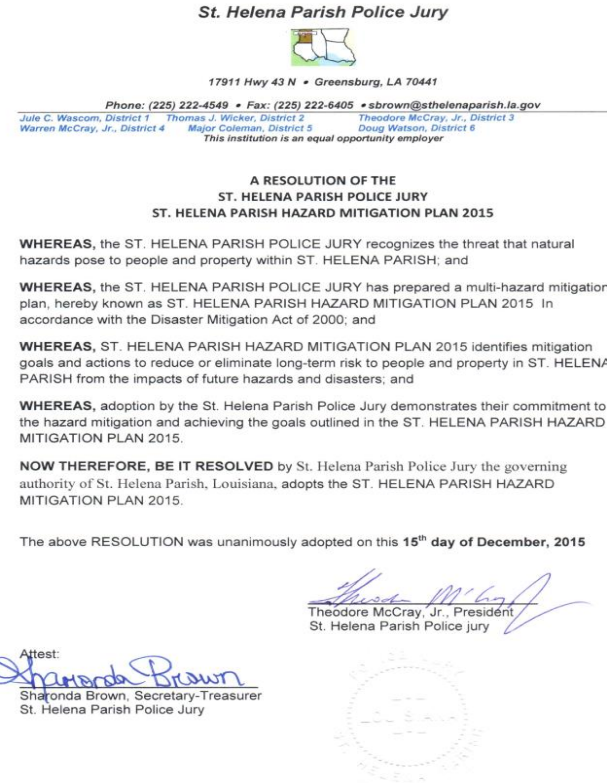 St. Helena Parish Police Jury
17911 Hwy 43 N • Greensburg, LA 70441
Phone: (225) 222-4549 • Fax: (225) 222-6405 • sbrown@sthelenaparish.la.gov
Jule C. Wascom, District 1 Thomas J. Wicker, District 2 Theodore McCray, Jr., District 3
Warren McCray, Jr., District 4 Major Coleman, District 5 Doug Watson, District 6
This institution is an equal opportunity employer
A RESOLUTION OF THE
ST. HELENA PARISH POLICE JURY
ST. HELENA PARISH HAZARD MITIGATION PLAN 2015
WHEREAS, the ST. HELENA PARISH POLICE JURY recognizes the threat that natural
hazards pose to people and property within ST. HELENA PARISH; and
WHEREAS, the ST. HELENA PARISH POLICE JURY has prepared a multi-hazard mitigation
plan, hereby known as ST. HELENA PARISH HAZARD MITIGATION PLAN 2015 In
accordance with the Disaster Mitigation Act of 2000; and
WHEREAS, ST. HELENA PARISH HAZARD MITIGATION PLAN 2015 identifies mitigation
goals and actions to reduce or eliminate long-term risk to people and property in ST. HELENA
PARISH from the impacts of future hazards and disasters; and
WHEREAS, adoption by the St. Helena Parish Police Jury demonstrates their commitment to
the hazard mitigation and achieving the goals outlined in the ST. HELENA PARISH HAZARD
MITIGATION PLAN 2015.
NOW THEREFORE, BE IT RESOLVED by St. Helena Parish Police Jury the governing
authority of St. Helena Parish, Louisiana, adopts the ST. HELENA PARISH HAZARD
MITIGATION PLAN 2015.
The above RESOLUTION was unanimously adopted on this 15th day of December, 2015
Theodore McCray, Jr., President
St. Helena Parish Police jury
Attest:
Sharonda Brown
Sharonda Brown, Secretary-Treasurer
St. Helena Parish Police Jury
LOUISIANA